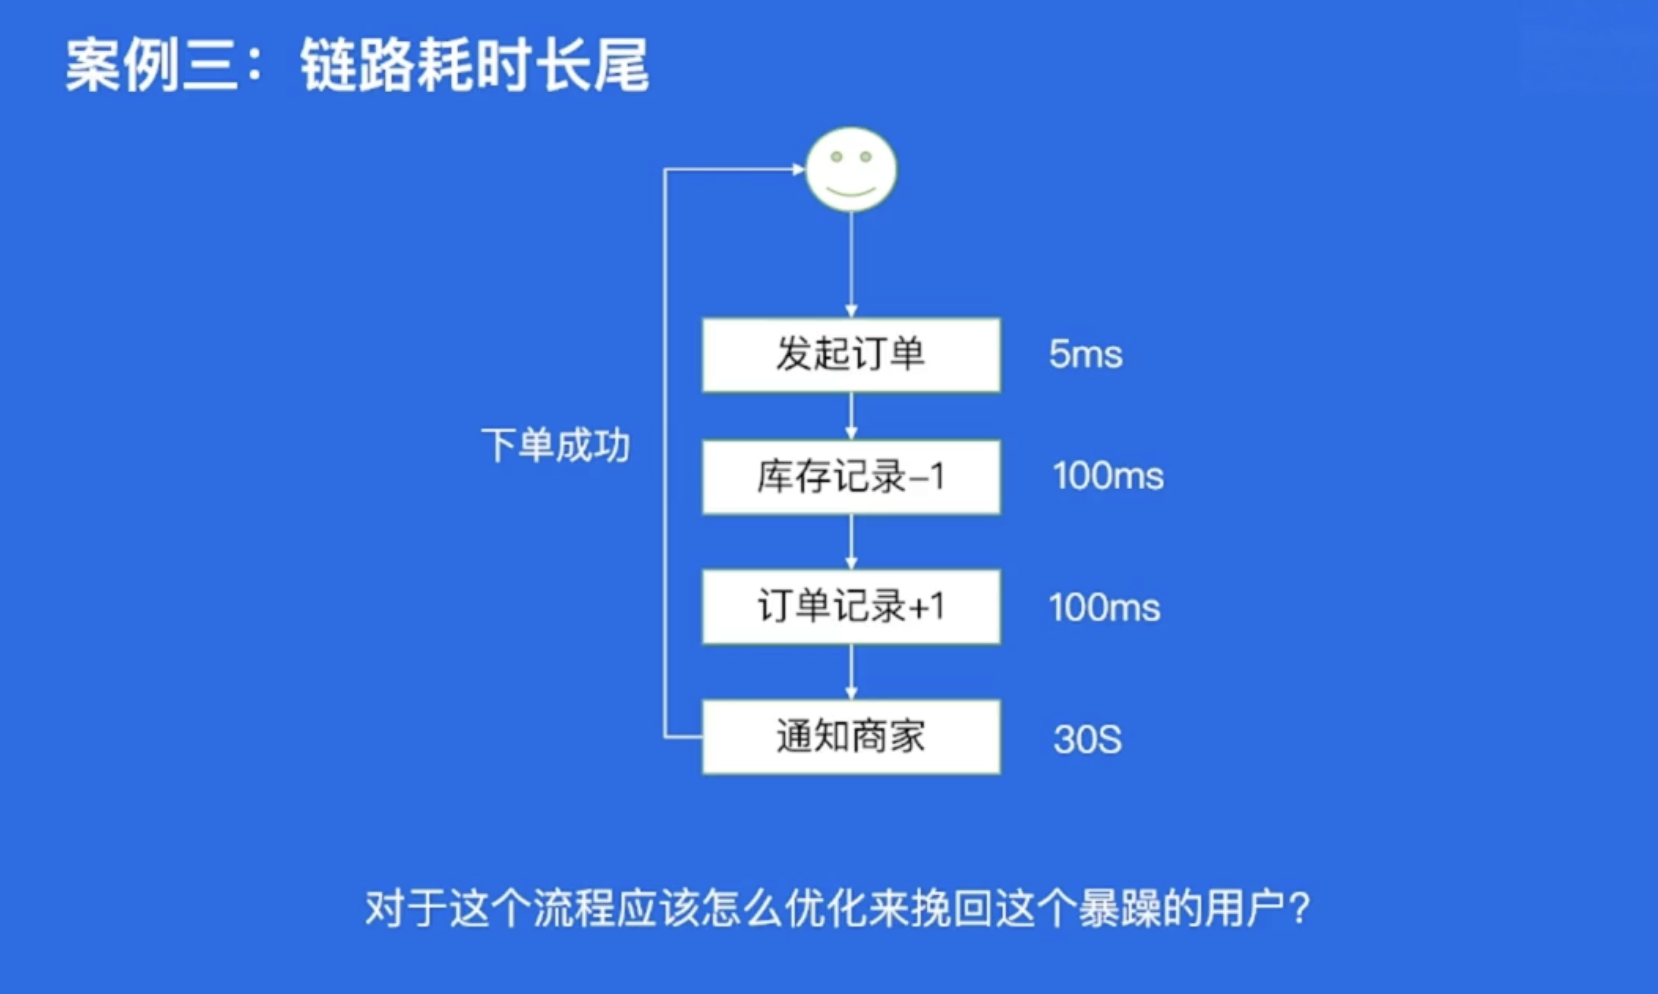 案例三：链路耗时长尾
发起订单 5ms
下单成功
库存记录–1 100ms
订单记录+1 100ms
通知商家 30S
对于这个流程应该怎么优化来挽回这个暴躁的用户？